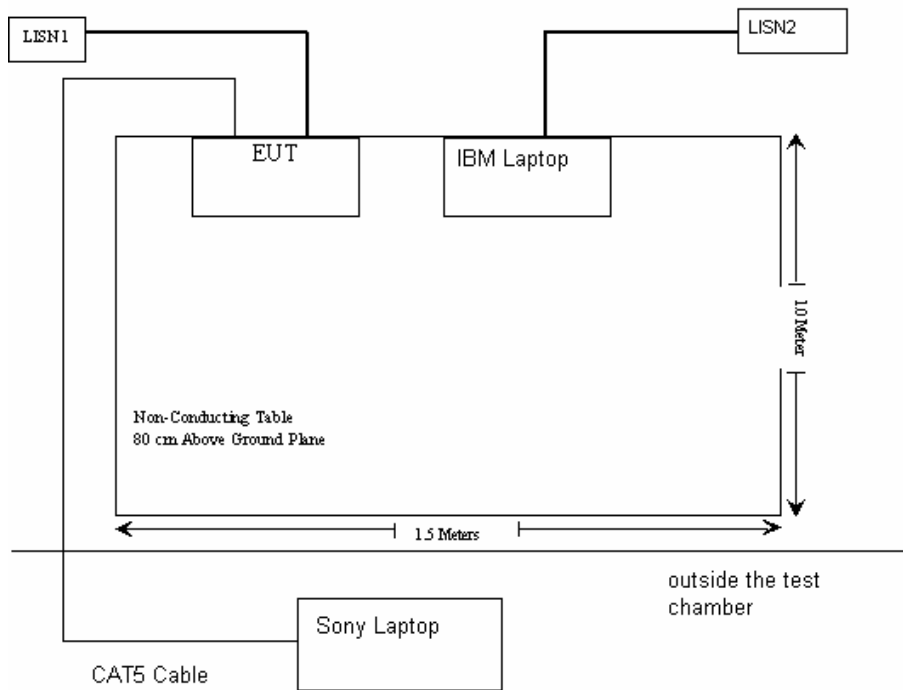 LISN1
LISN2
EUT
IBM Laptop
1.0 Meter
Non-Conducting Table
80 cm Above Ground Plane
1.5 Meters
outside the test
chamber
Sony Laptop
CAT5 Cable